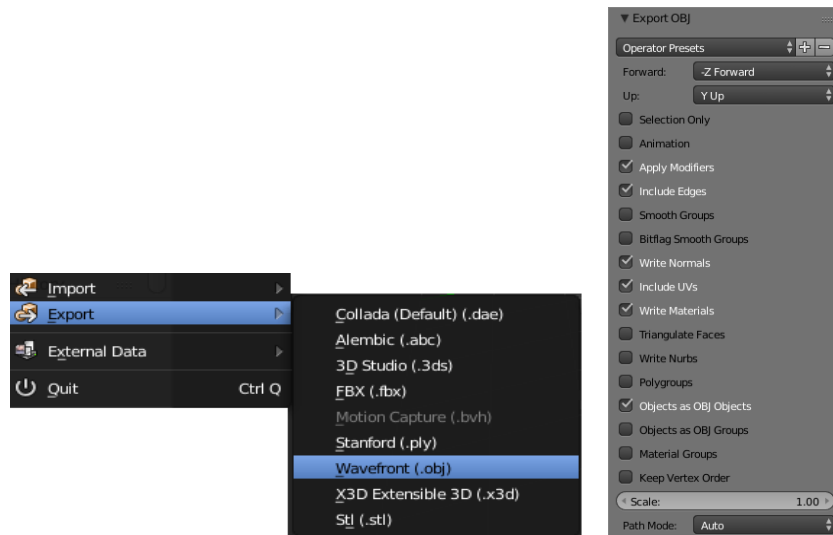 Import
Export
External Data
Quit Ctrl Q
Collada (Default) (.dae)
Alembic (.abc)
3D Studio (.3ds)
FBX (.fbx)
Motion Capture (.bvh)
Stanford (.ply)
Wavefront (.obj)
X3D Extensible 3D (.x3d)
Stl (.stl)
Export OBJ
Operator Presets
Forward: -Z Forward
Up: Y Up
Selection Only
Animation
Apply Modifiers
Include Edges
Smooth Groups
Bitflag Smooth Groups
Write Normals
Include UVs
Write Materials
Triangulate Faces
Write Nurbs
Polygroups
Objects as OBJ Objects
Objects as OBJ Groups
Material Groups
Keep Vertex Order
Scale: 1.00
Path Mode: Auto